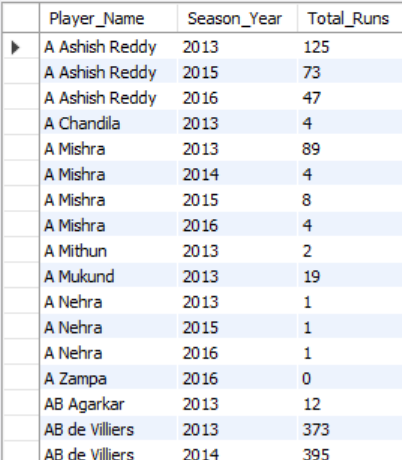 Player_Name Season_Year Total_Runs
A Ashish Reddy 2013 125
A Ashish Reddy 2015 73
A Ashish Reddy 2016 47
A Chandila 2013 4
A Mishra 2013 89
A Mishra 2014 4
A Mishra 2015 8
A Mishra 2016 4
A Mithun 2013 2
A Mukund 2013 19
A Nehra 2013 1
A Nehra 2015 1
A Nehra 2016 1
A Zampa 2016 0
AB Agarkar 2013 12
AB de Villiers 2013 373
AB de Villiers 2014 395